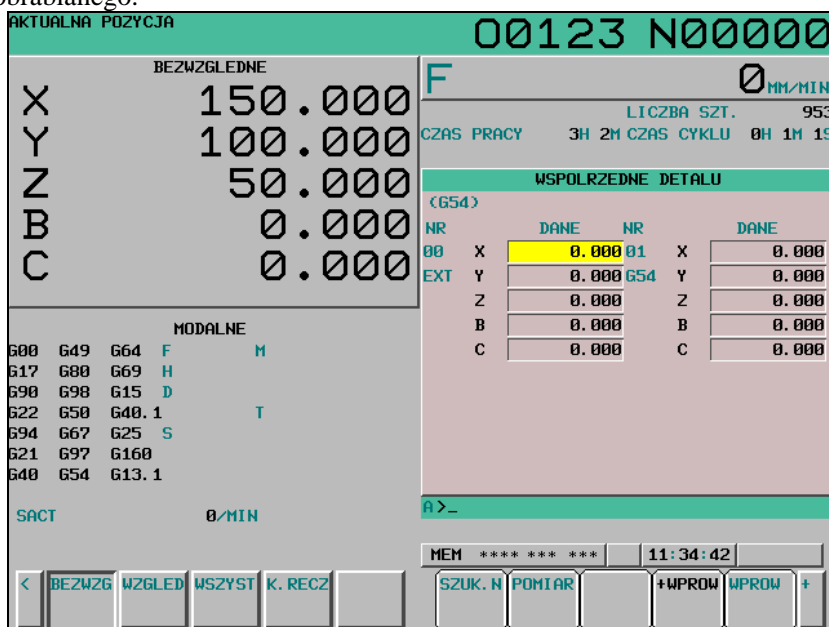 obrabianego.
AKTUALNA POZYCJA
O0123 N00000
BEZWZGLEDNE
X 150.000
Y 100.000
Z 50.000
B 0.000
C 0.000
F 0 MM/MIN
LICZBA SZT. 953
CZAS PRACY 3H 2M CZAS CYKLU 0H 1M 1S
WSPOLRZEDNE DETALU
(G54)
NR DANE NR DANE
00 X 0.000 01 X 0.000
EXT Y 0.000 G54 Y 0.000
Z 0.000 Z 0.000
B 0.000 B 0.000
C 0.000 C 0.000
MODALNE
G00 G49 G64 F M
G17 G80 G69 H
G90 G98 G15 D
G22 G50 G40.1 T
G94 G67 G25 S
G21 G97 G160
G40 G54 G13.1
SACT 0/MIN
A>_
MEM **** *** *** 11:34:42
< BEZWZG WZGLED WSZYST K.RECZ
SZUK.N POMIAR +WPROW WPROW +